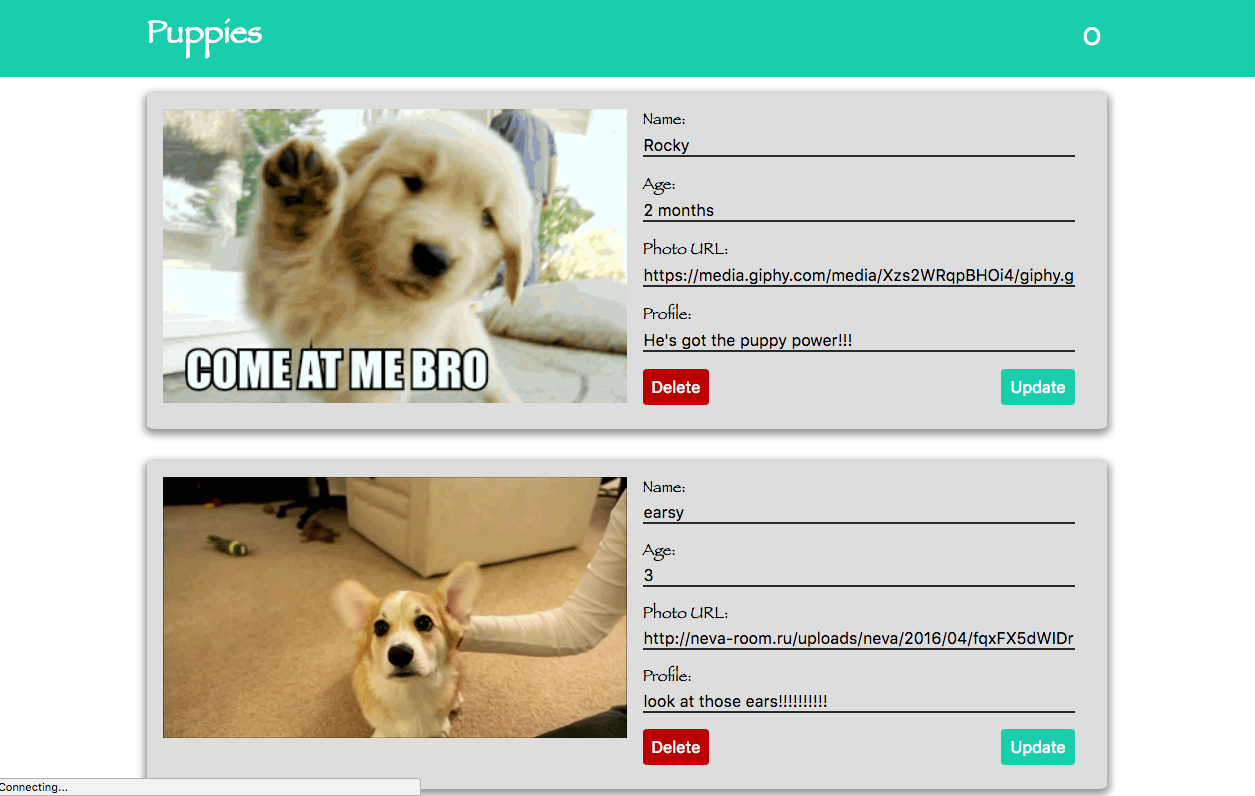 Puppies
O
Name:
Rocky
Age:
2 months
Photo URL:
https://media.giphy.com/media/Xzs2WRqpBHOi4/giphy.g
Profile:
He's got the puppy power!!!
Delete Update
COME AT ME BRO
Name:
earsy
Age:
3
Photo URL:
http://neva-room.ru/uploads/neva/2016/04/fqxFX5dWIDr
Profile:
look at those ears!!!!!!!!!!
Delete Update
Connecting...